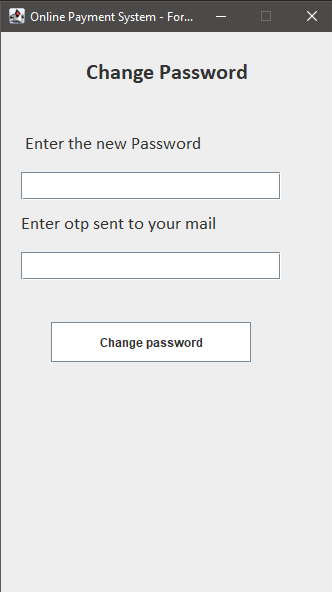 Online Payment System - For...
Change Password
Enter the new Password
Enter otp sent to your mail
Change password